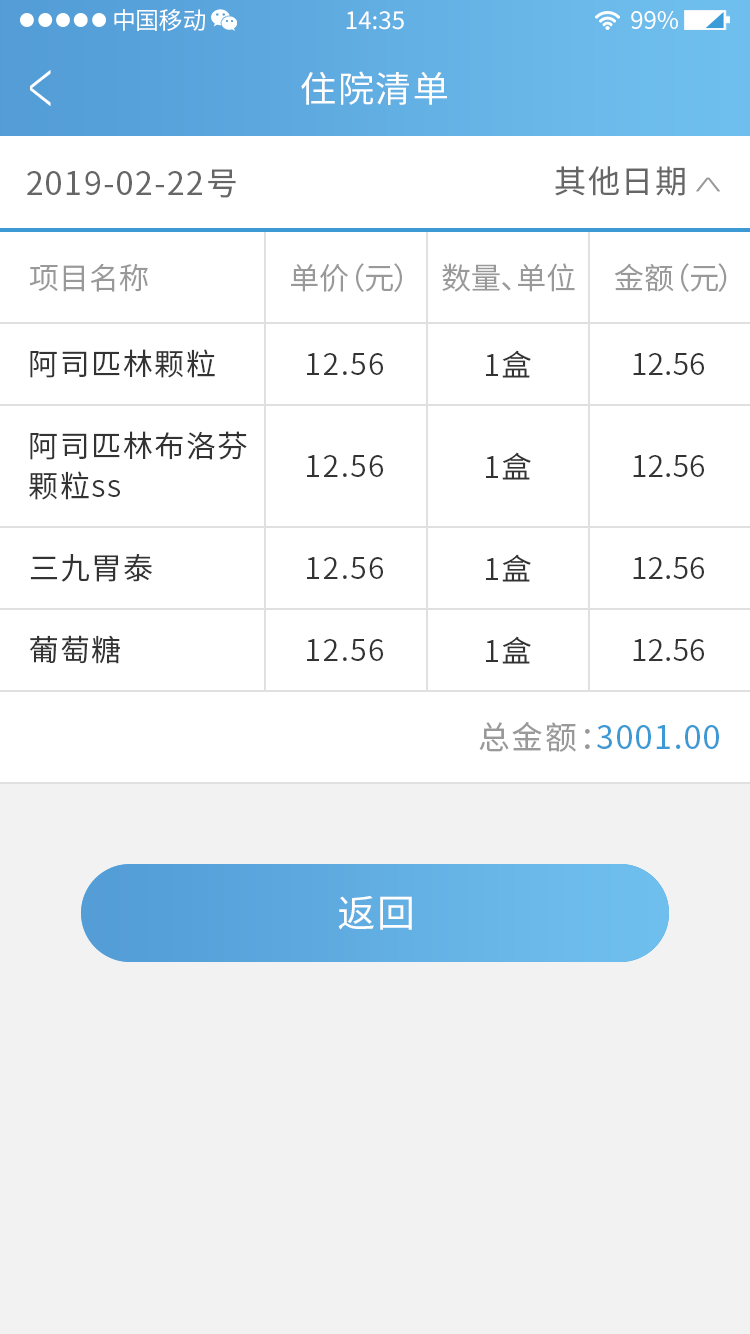 中国移动 14:35 99%
住院清单
2019-02-22号 其他日期
项目名称 单价(元) 数量、单位 金额(元)
阿司匹林颗粒 12.56 1盒 12.56
阿司匹林布洛芬
颗粒ss 12.56 1盒 12.56
三九胃泰 12.56 1盒 12.56
葡萄糖 12.56 1盒 12.56
总金额:3001.00
返回